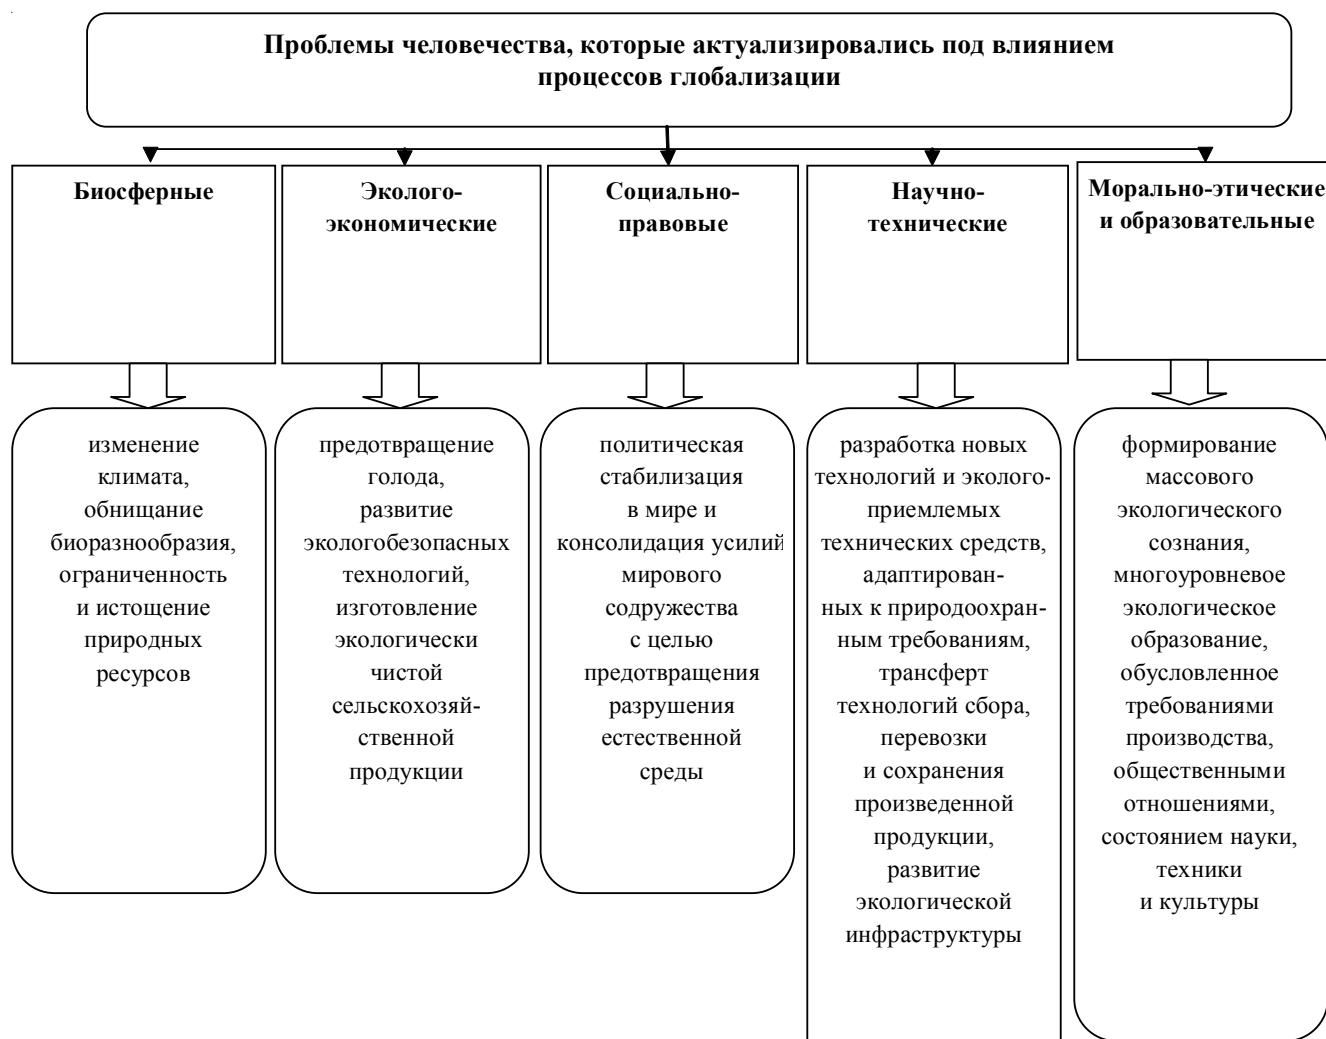 Проблемы человечества, которые актуализировались под влиянием
процессов глобализации
Биосферные
Эколого-
экономические
Социально-
правовые
Научно-
технические
Морально-этические
и образовательные
изменение
климата,
обнищание
биоразнообразия,
ограниченность
и истощение
природных
ресурсов
предотвращение
голода,
развитие
экологобезопасных
технологий,
изготовление
экологически
чистой
сельскохозяй-
ственной
продукции
политическая
стабилизация
в мире и
консолидация усилий
мирового
содружества
с целью
предотвращения
разрушения
естественной
среды
разработка новых
технологий и эколого-
приемлемых
технических средств,
адаптирован-
ных к природоохран-
ным требованиям,
трансферт
технологий сбора,
перевозки
и сохранения
произведенной
продукции,
развитие
экологической
инфраструктуры
формирование
массового
экологического
сознания,
многоуровневое
экологическое
образование,
обусловленное
требованиями
производства,
общественными
отношениями,
состоянием науки,
техники
и культуры